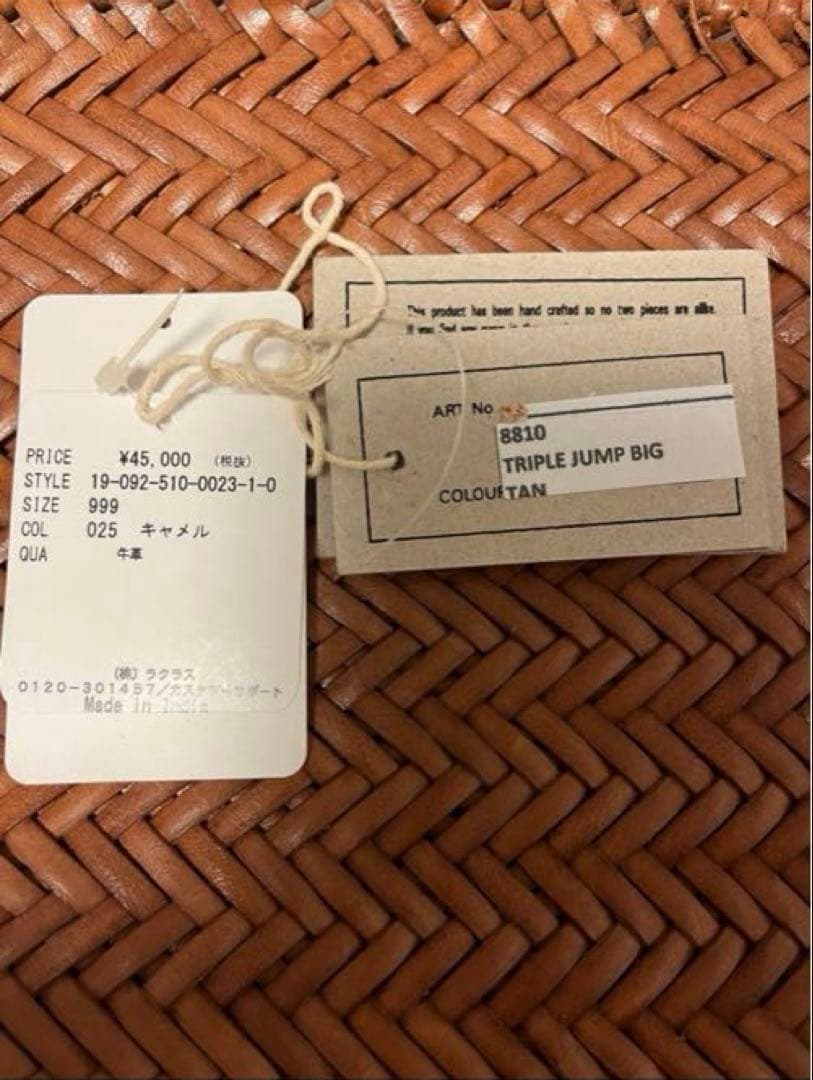 PRICE ¥45,000 (税抜)
STYLE 19-092-510-0023-1-0
SIZE 999
COL 025 キャメル
QUA 牛革
(株) ラクラス
0120-301457/カスタマーサポート
Made in India
This product has been hand crafted so no two pieces are alike.
ART No
8810
TRIPLE JUMP BIG
COLOUR TAN